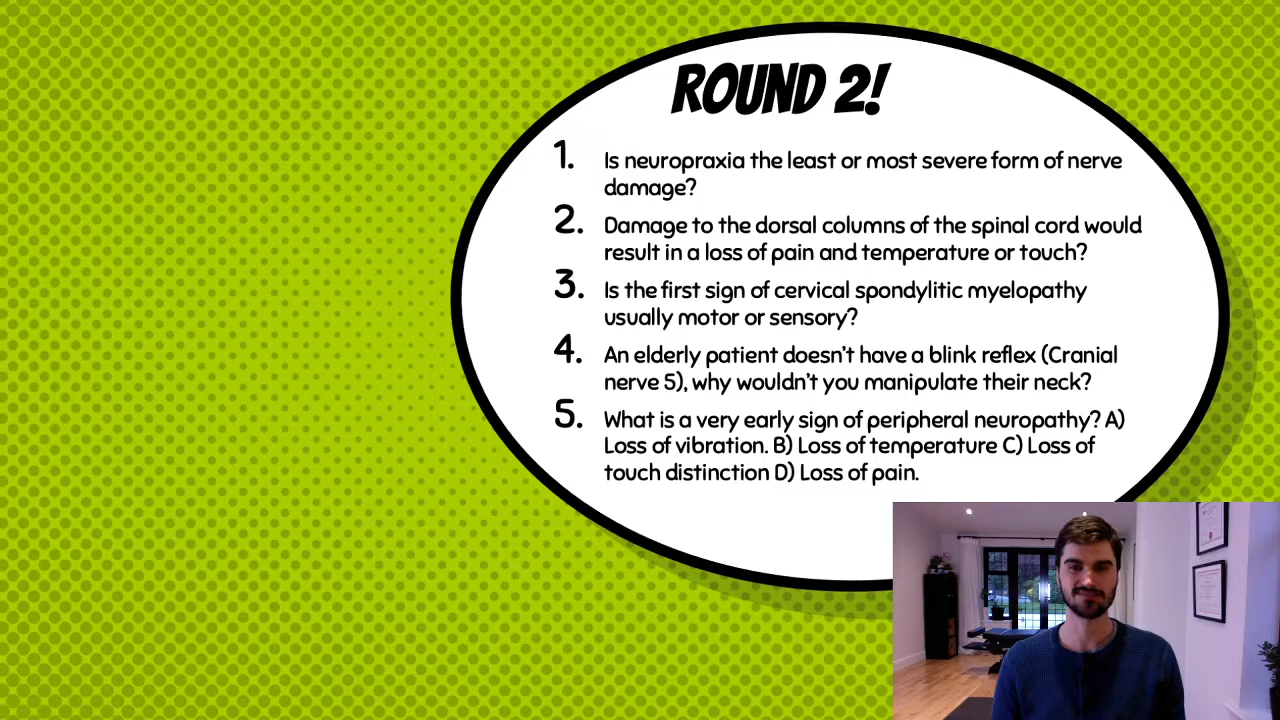 ROUND 2!
1. Is neuropraxia the least or most severe form of nerve
damage?
2. Damage to the dorsal columns of the spinal cord would
result in a loss of pain and temperature or touch?
3. Is the first sign of cervical spondylitic myelopathy
usually motor or sensory?
4. An elderly patient doesn't have a blink reflex (Cranial
nerve 5), why wouldn't you manipulate their neck?
5. What is a very early sign of peripheral neuropathy? A)
Loss of vibration. B) Loss of temperature C) Loss of
touch distinction D) Loss of pain.